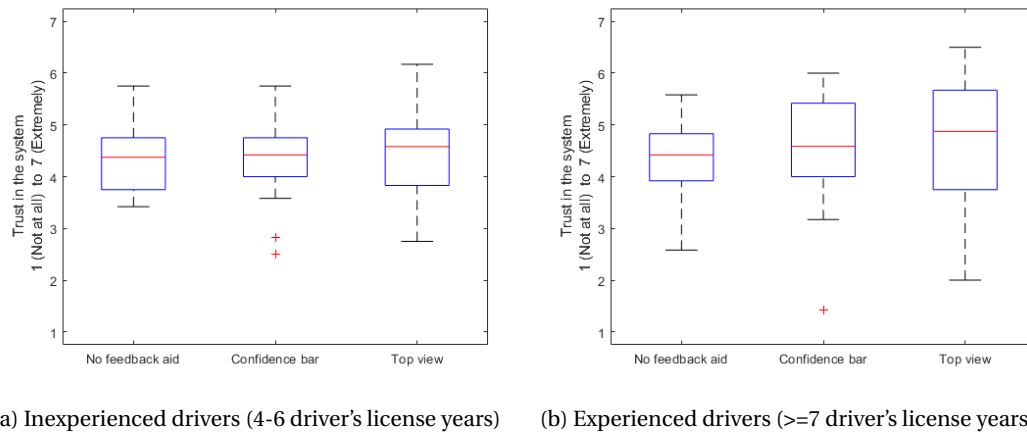 7
6
5
4
3
2
1
Trust in the system
1 (Not at all) to 7 (Extremely)
No feedback aid Confidence bar Top view
7
6
5
4
3
2
1
Trust in the system
1 (Not at all) to 7 (Extremely)
No feedback aid Confidence bar Top view
a) Inexperienced drivers (4-6 driver's license years)
(b) Experienced drivers (>=7 driver's license years